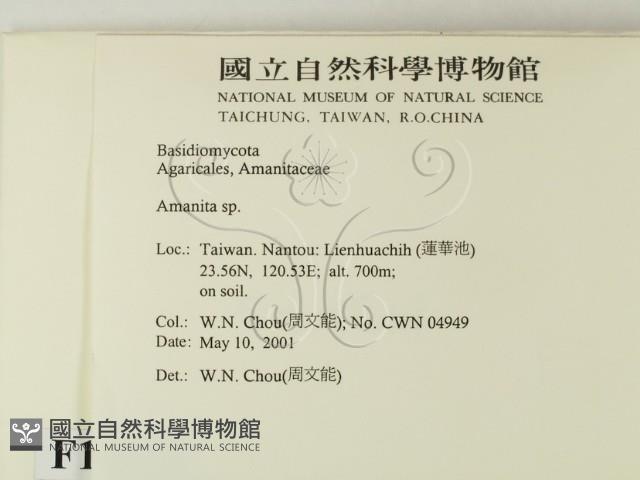 國立自然科學博物館
NATIONAL MUSEUM OF NATURAL SCIENCE
TAICHUNG, TAIWAN, R.O.CHINA
Basidiomycota
Agaricales, Amanitaceae
Amanita sp.
Loc.: Taiwan. Nantou: Lienhuachih (蓮華池)
23.56N, 120.53E; alt. 700m;
on soil.
Col.: W.N. Chou(周文能); No. CWN 04949
Date: May 10, 2001
Det.: W.N. Chou(周文能)
國立自然科學博物館
NATIONAL MUSEUM OF NATURAL SCIENCE
F1